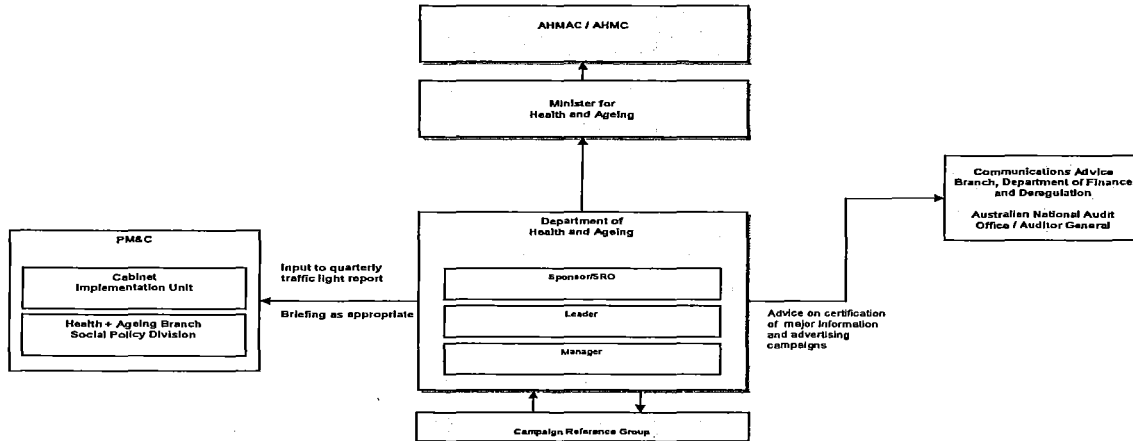 AHMAC / AHMC
Minister for
Health and Ageing
Communications Advice
Branch, Department of Finance
and Deregulation
Australian National Audit
Office / Auditor General
Department of
Health and Ageing
Sponsor/SRO
Leader
Manager
PM&C
Cabinet
Implementation Unit
Health + Ageing Branch
Social Policy Division
Input to quarterly
traffic light report
Briefing as appropriate
Advice on certification
of major information
and advertising
campaigns
Campaign Reference Group